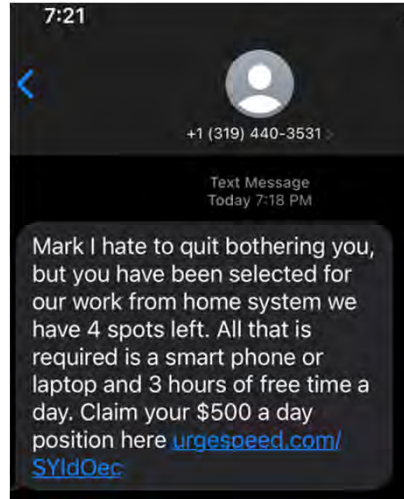 7:21
+1 (319) 440-3531 >
Text Message
Today 7:18 PM
Mark I hate to quit bothering you,
but you have been selected for
our work from home system we
have 4 spots left. All that is
required is a smart phone or
laptop and 3 hours of free time a
day. Claim your $500 a day
position here urgespeed.com/
SYIdOec